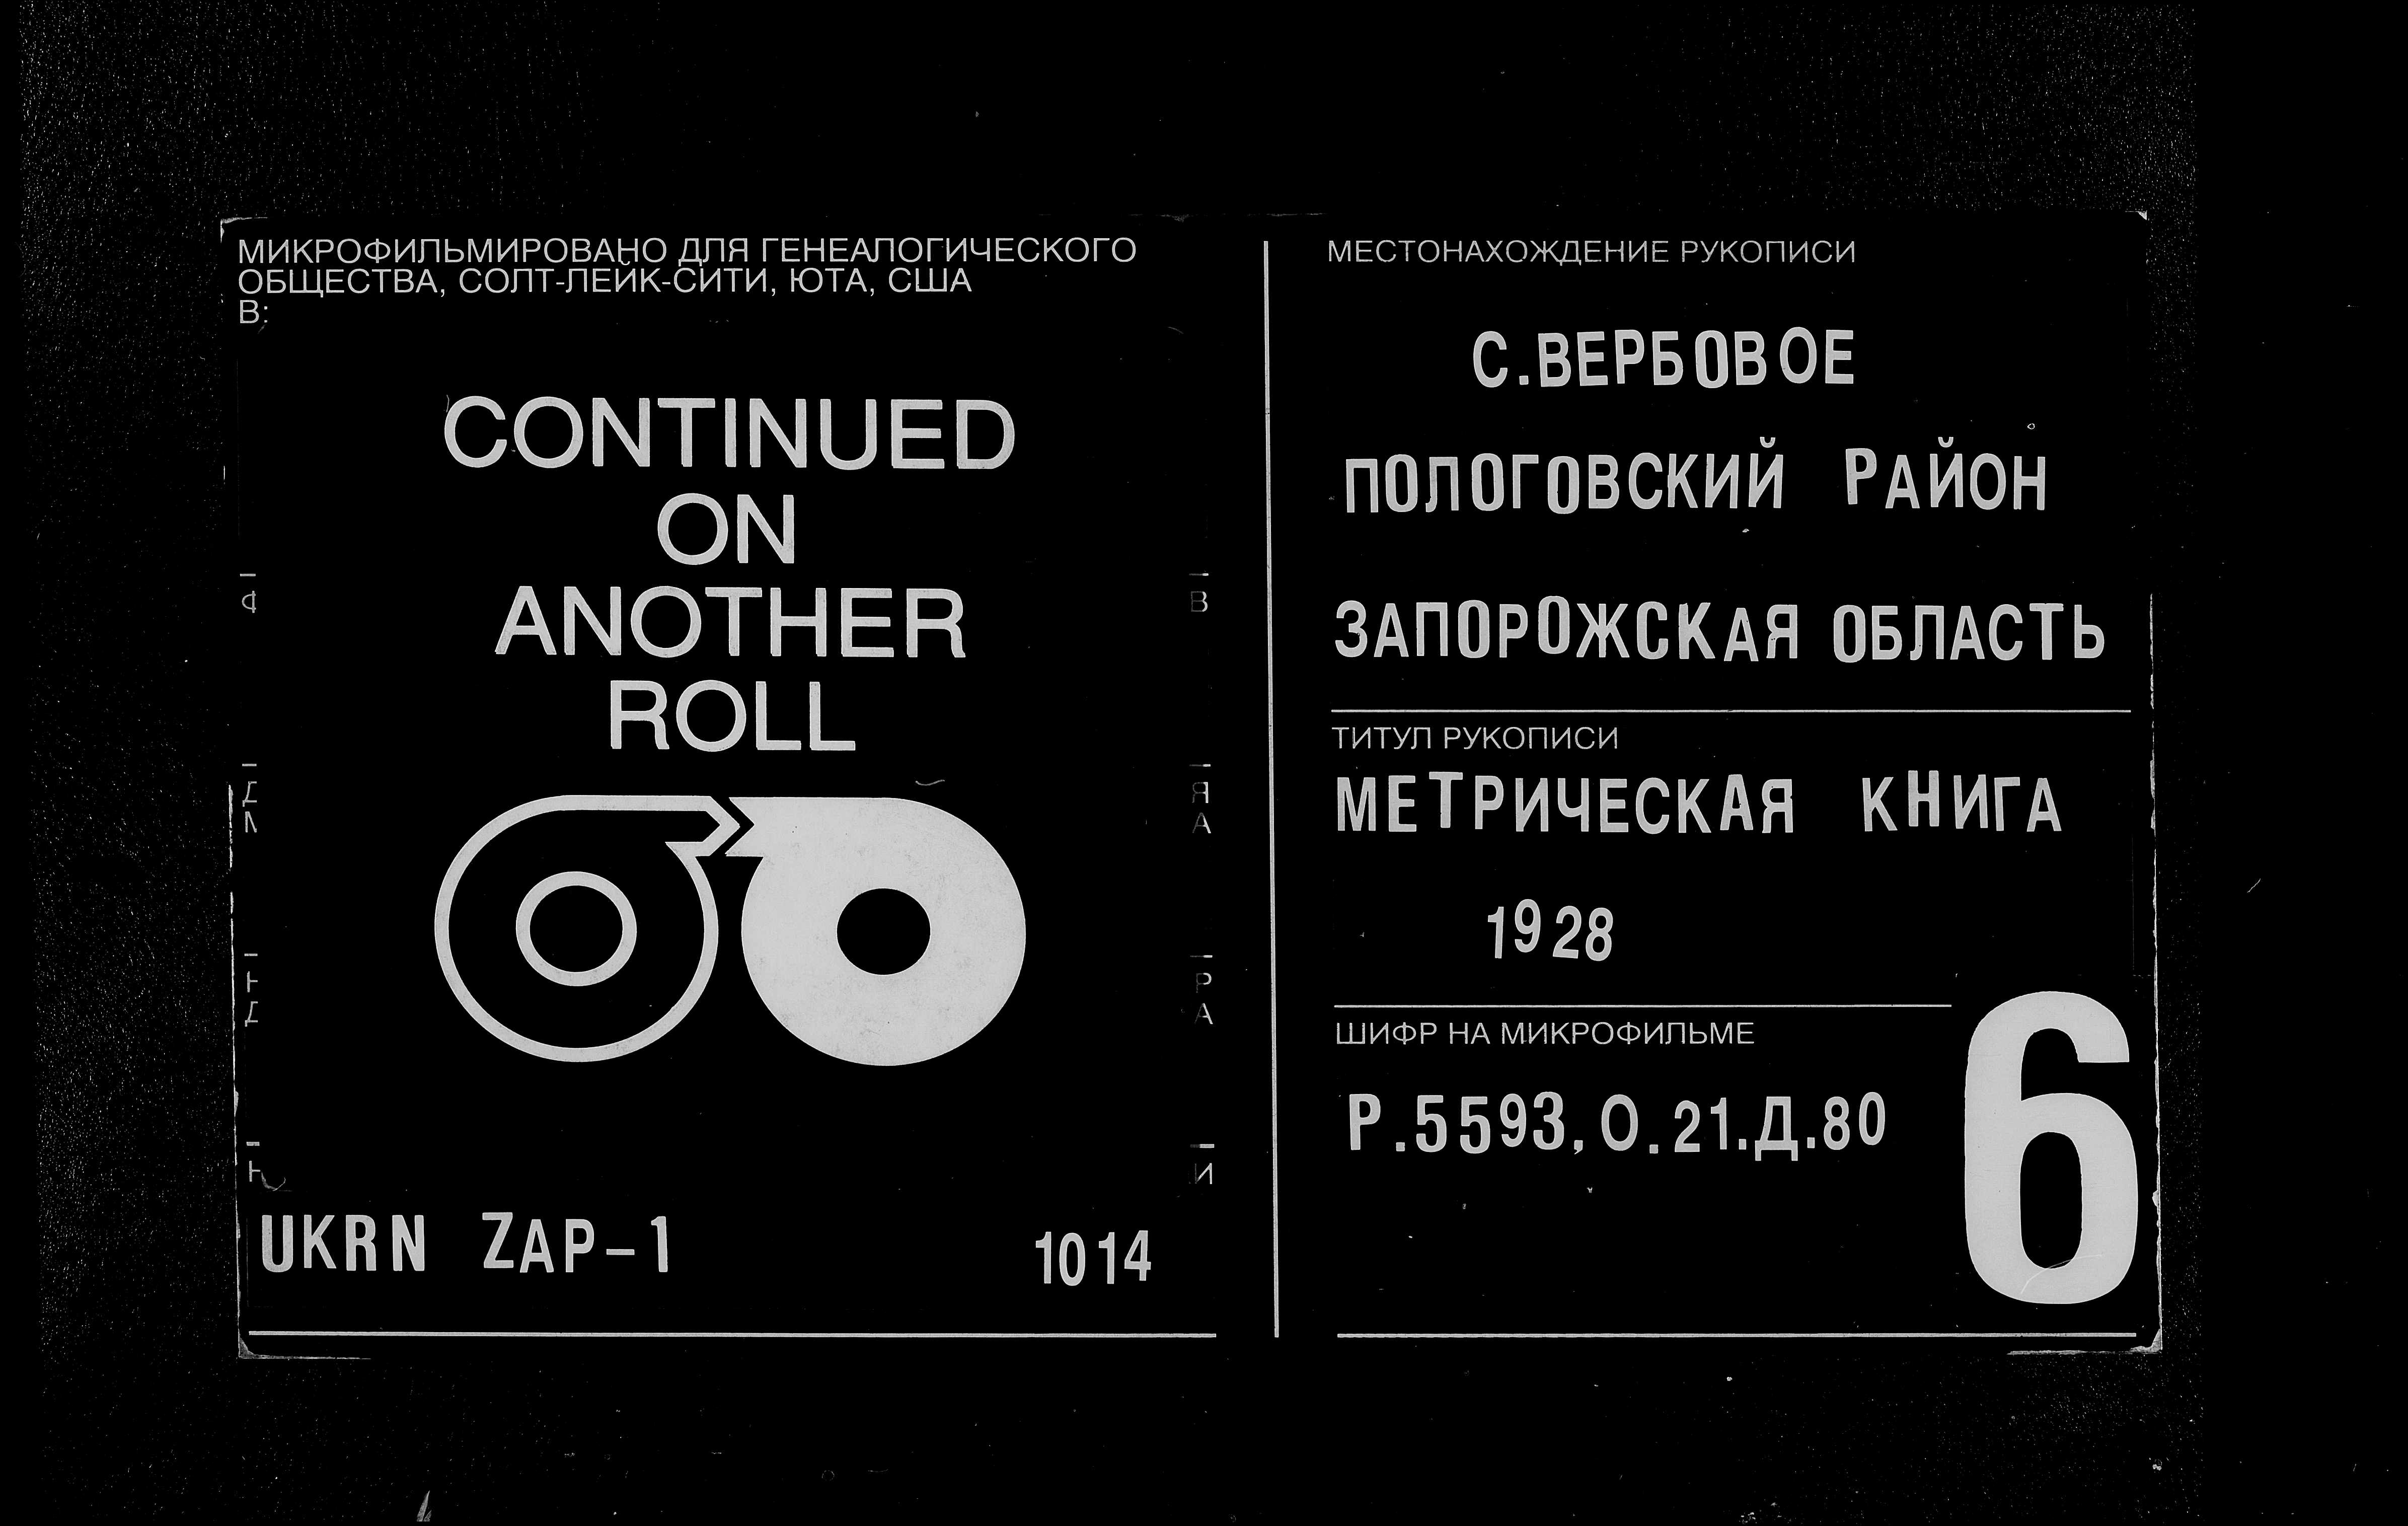 МИКРОФИЛЬМИРОВАНО ДЛЯ ГЕНЕАЛОГИЧЕСКОГО
ОБЩЕСТВА, СОЛТ-ЛЕЙК-СИТИ, ЮТА, США
В:
CONTINUED
ON
ANOTHER
ROLL
UKRN ZAP-1 1014
МЕСТОНАХОЖДЕНИЕ РУКОПИСИ
С.ВЕРБОВОЕ
ПОЛОГОВСКИЙ РАЙОН
ЗАПОРОЖСКАЯ ОБЛАСТЬ
ТИТУЛ РУКОПИСИ
МЕТРИЧЕСКАЯ КНИГА
1928
ШИФР НА МИКРОФИЛЬМЕ
Р.5593,О.21.Д.80
6